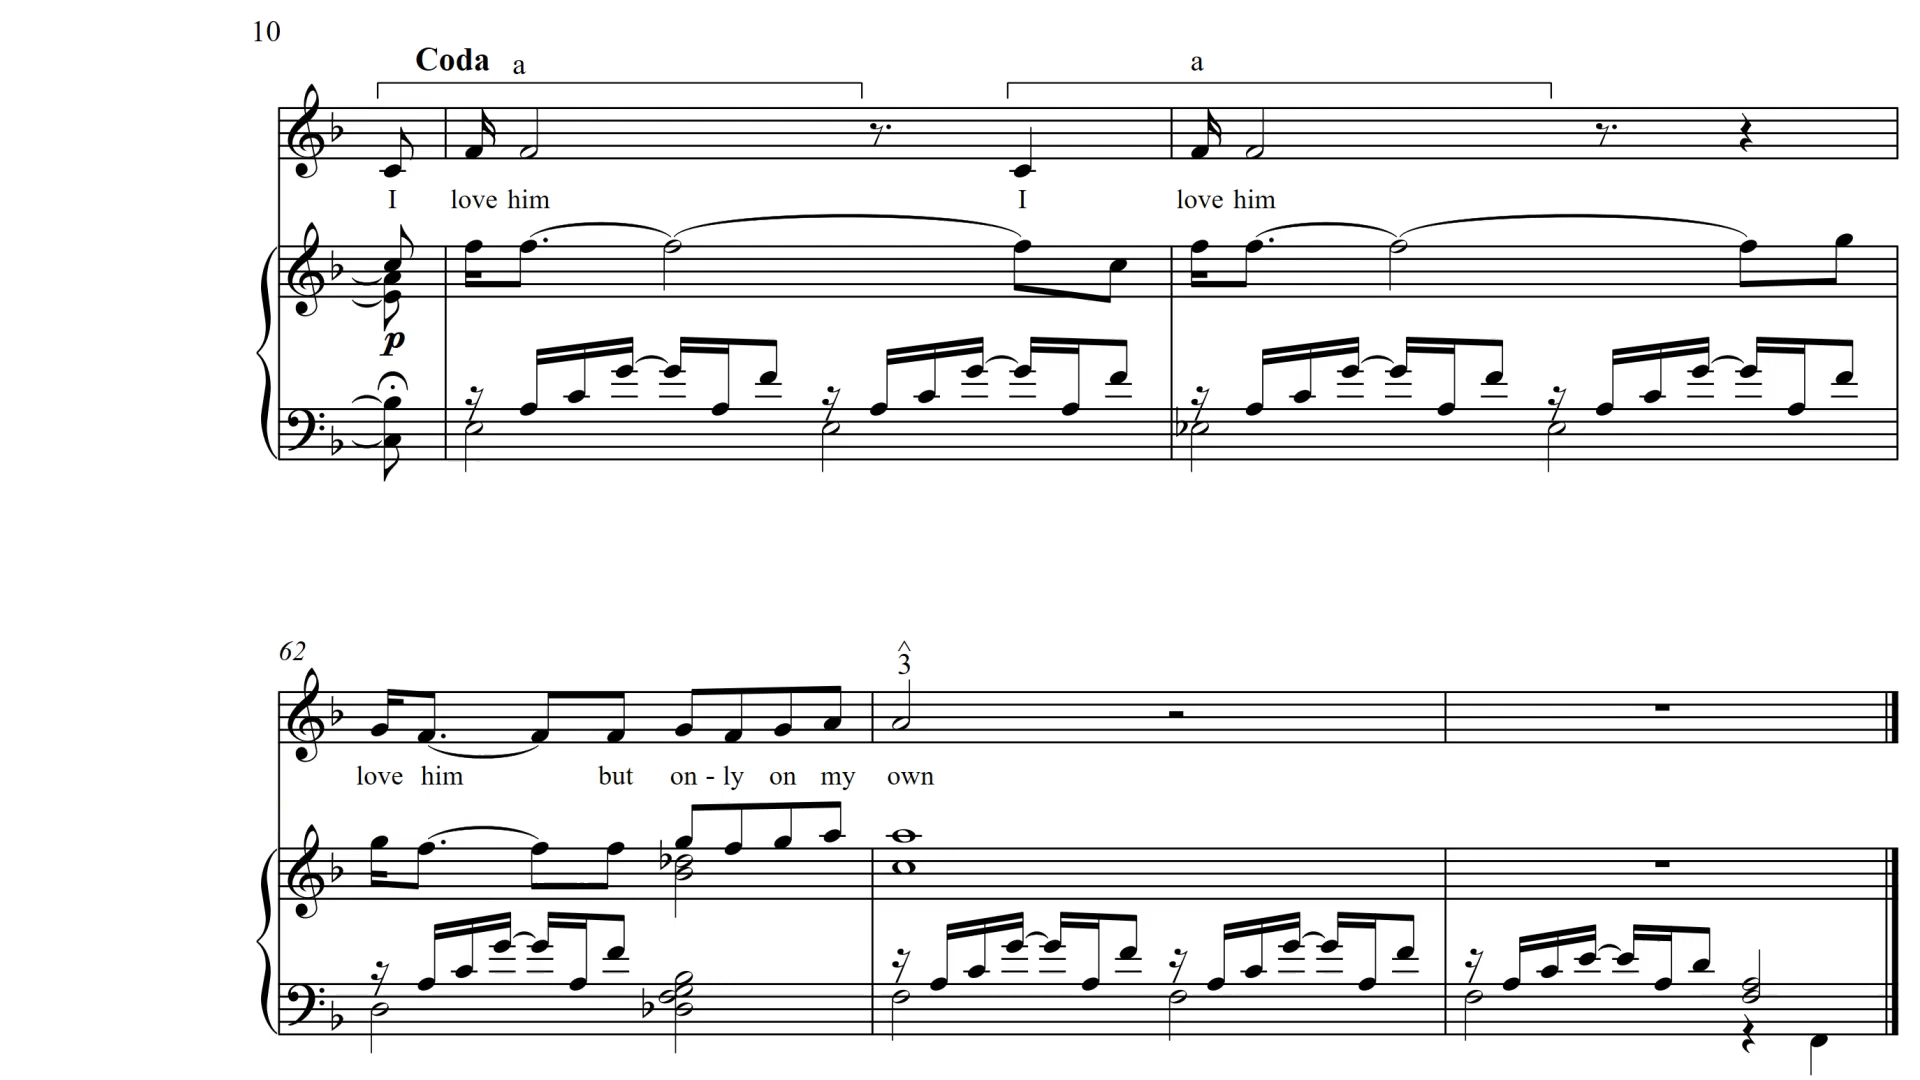 10
Coda a a
I love him I love him
p
62
^
3
love him but on - ly on my own